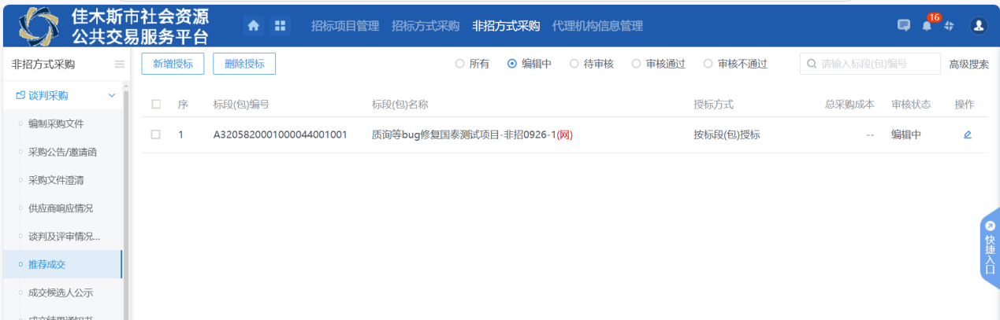 佳木斯市社会资源
公共交易服务平台
招标项目管理 招标方式采购 非招方式采购 代理机构信息管理
16
非招方式采购
新增授标 删除授标 所有 编辑中 待审核 审核通过 审核不通过 请输入标段(包)编号 高级搜索
谈判采购
序 标段(包)编号 标段(包)名称 授标方式 总采购成本 审核状态 操作
编制采购文件
1 A3205820001000044001001 质询等bug修复国泰测试项目-非招0926-1(网) 按标段(包)授标 -- 编辑中
采购公告/邀请函
采购文件澄清
供应商响应情况
谈判及评审情况...
推荐成交
成交候选人公示
成交结果通知书
快捷入口